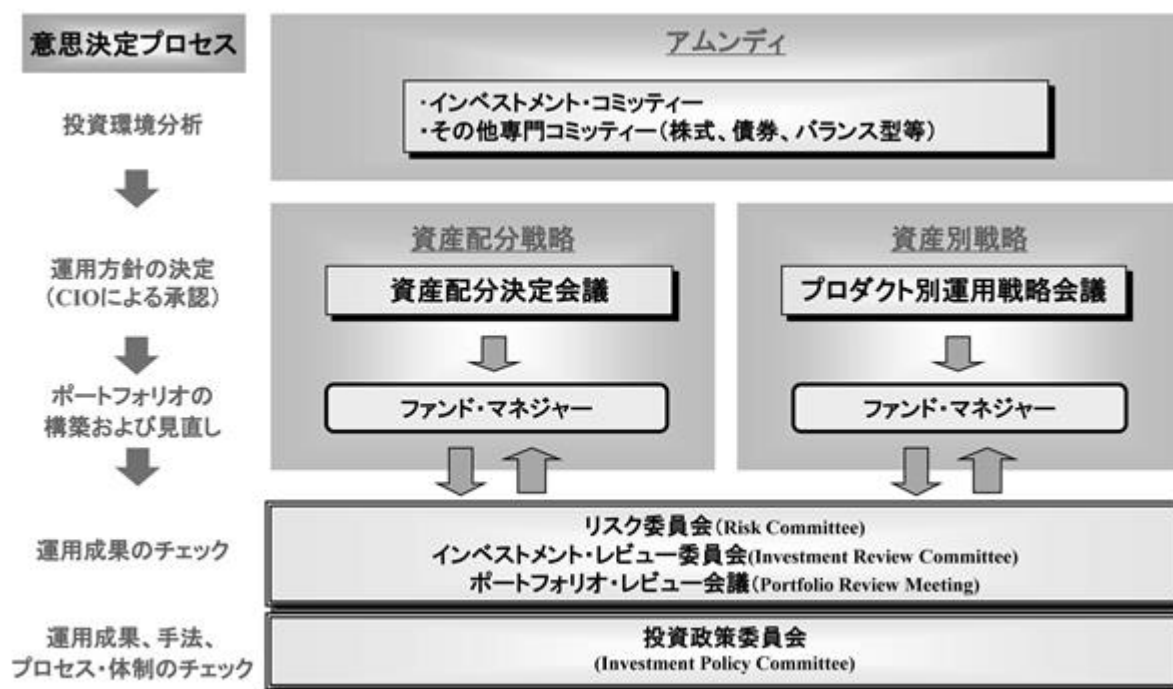 意思決定プロセス
アムンディ
・インベストメント・コミッティー
・その他専門コミッティー(株式、債券、バランス型等)
投資環境分析
資産配分戦略
資産別戦略
運用方針の決定
(CIOによる承認)
資産配分決定会議
プロダクト別運用戦略会議
ポートフォリオの
構築および見直し
ファンド・マネジャー
ファンド・マネジャー
運用成果のチェック
リスク委員会(Risk Committee)
インベストメント・レビュー委員会(Investment Review Committee)
ポートフォリオ・レビュー会議(Portfolio Review Meeting)
運用成果、手法、
プロセス・体制のチェック
投資政策委員会
(Investment Policy Committee)